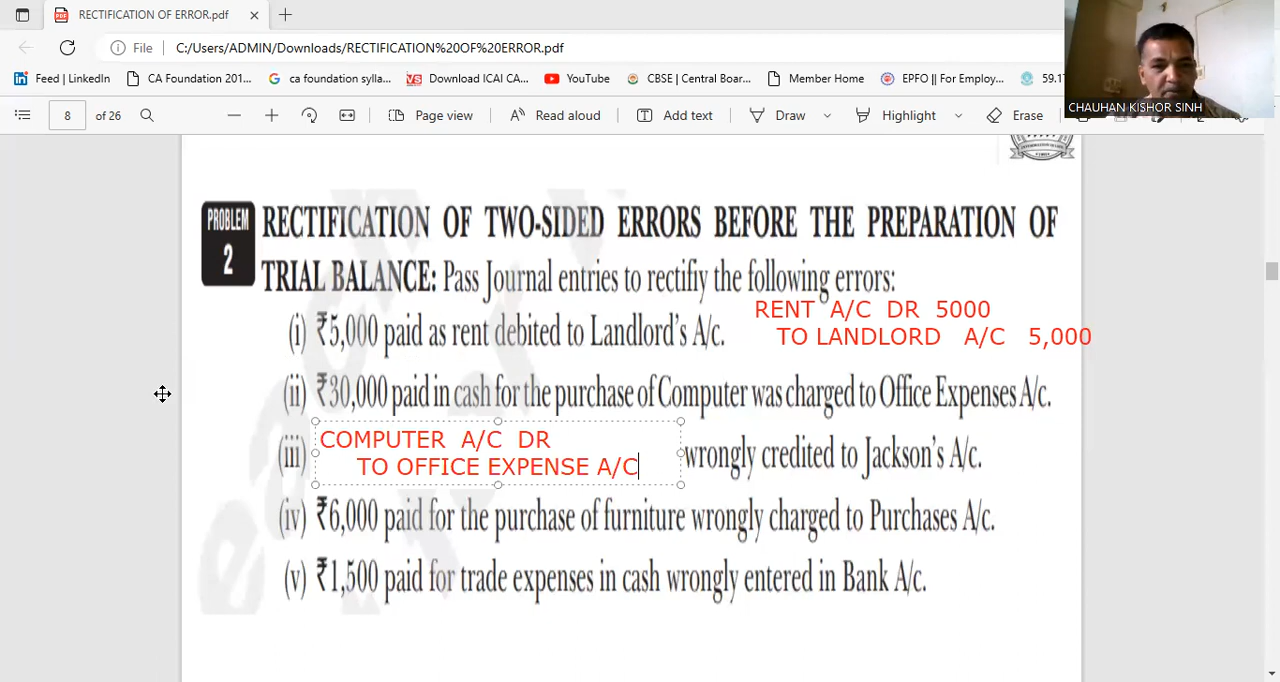 RECTIFICATION OF ERROR.pdf
File C:/Users/ADMIN/Downloads/RECTIFICATION%20OF%20ERROR.pdf
Feed | LinkedIn CA Foundation 201... ca foundation sylla... Download ICAI CA... YouTube CBSE | Central Boar... Member Home EPFO || For Employ... 59.1
CHAUHAN KISHOR SINH
8 of 26 Page view Read aloud Add text Draw Highlight Erase
PROBLEM 2
RECTIFICATION OF TWO-SIDED ERRORS BEFORE THE PREPARATION OF
TRIAL BALANCE: Pass Journal entries to rectifiy the following errors:
RENT A/C DR 5000
(i) ₹5,000 paid as rent debited to Landlord's A/c.
TO LANDLORD A/C 5,000
(ii) ₹30,000 paid in cash for the purchase of Computer was charged to Office Expenses A/c.
COMPUTER A/C DR
(iii) wrongly credited to Jackson's A/c.
TO OFFICE EXPENSE A/C
(iv) ₹6,000 paid for the purchase of furniture wrongly charged to Purchases A/c.
(v) ₹1,500 paid for trade expenses in cash wrongly entered in Bank A/c.